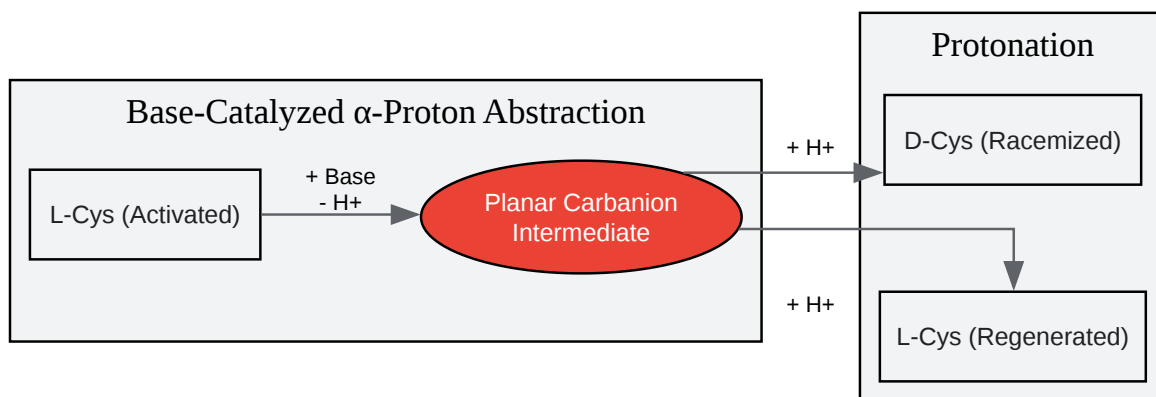 Protonation
Base-Catalyzed α-Proton Abstraction
L-Cys (Activated)
+ Base
- H+
Planar Carbanion
Intermediate
+ H+
D-Cys (Racemized)
+ H+
L-Cys (Regenerated)